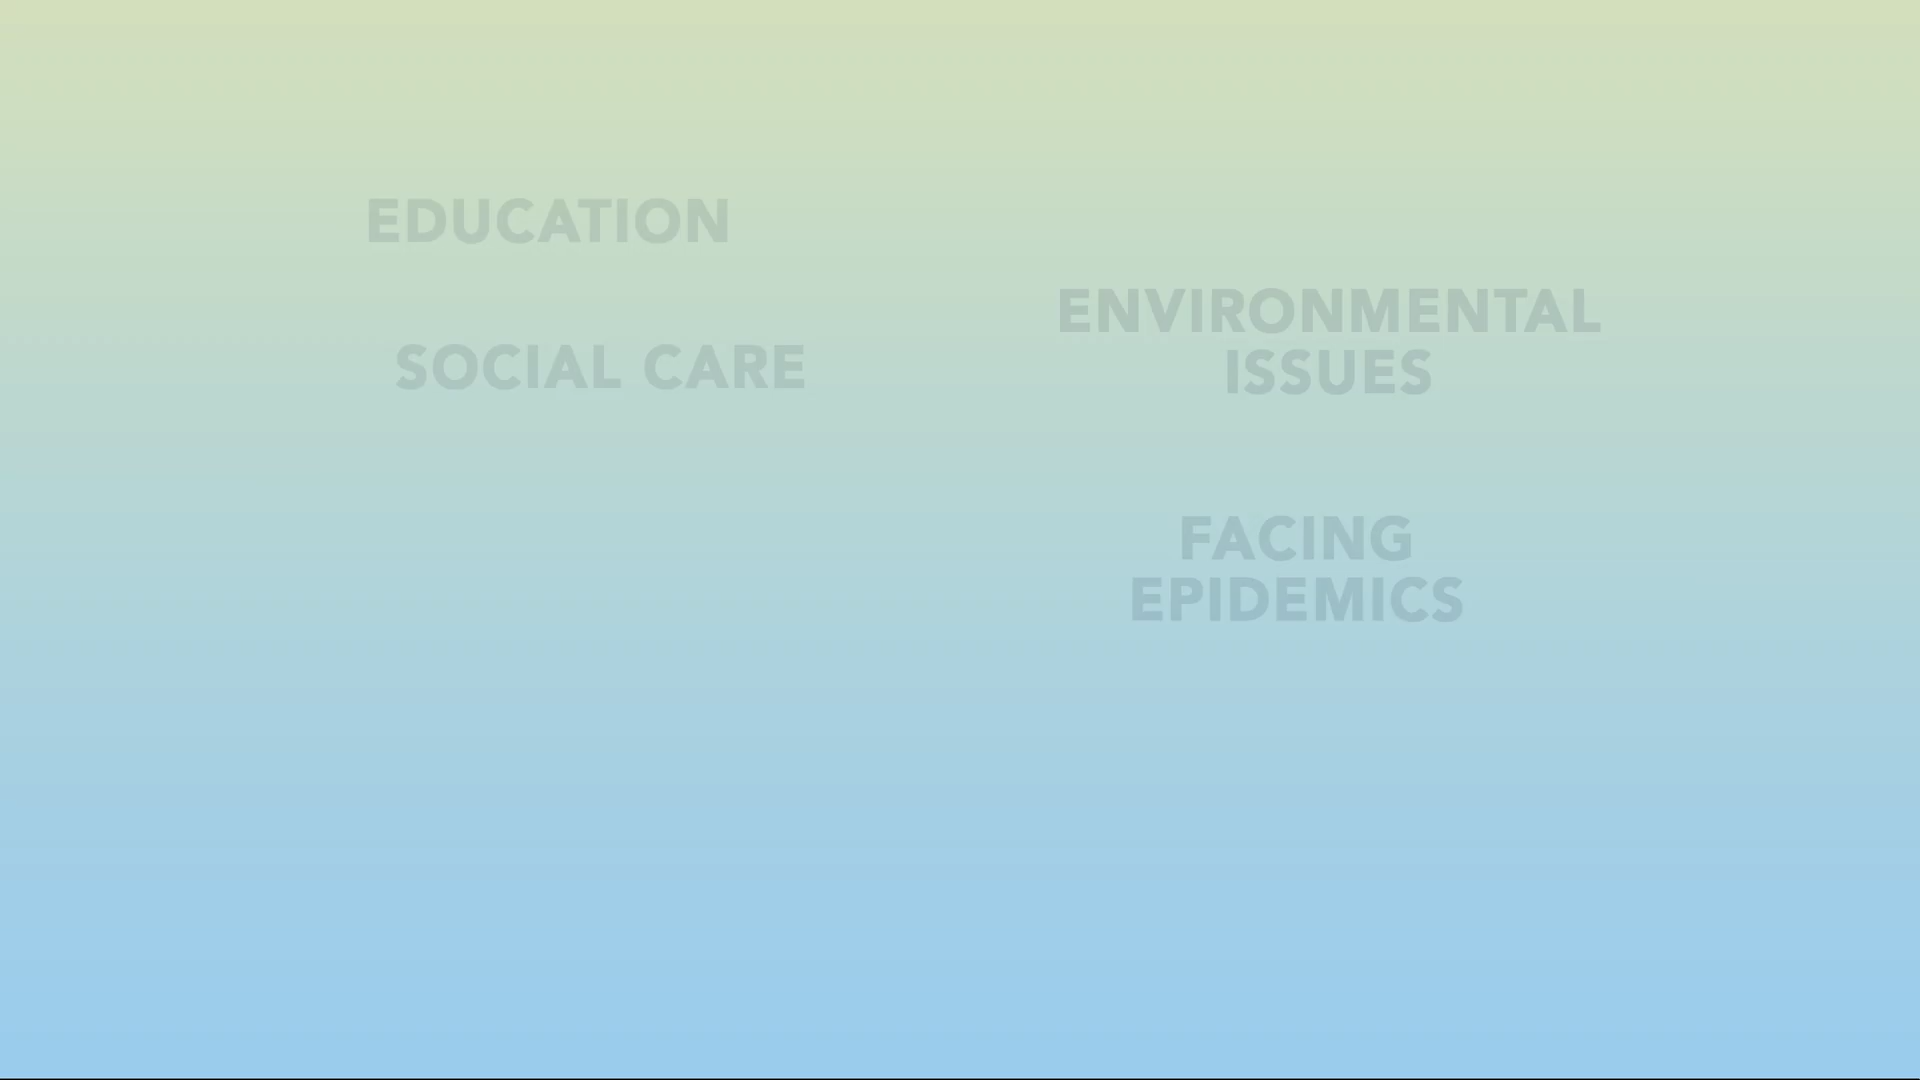 EDUCATION
SOCIAL CARE
ENVIRONMENTAL
ISSUES
FACING
EPIDEMICS